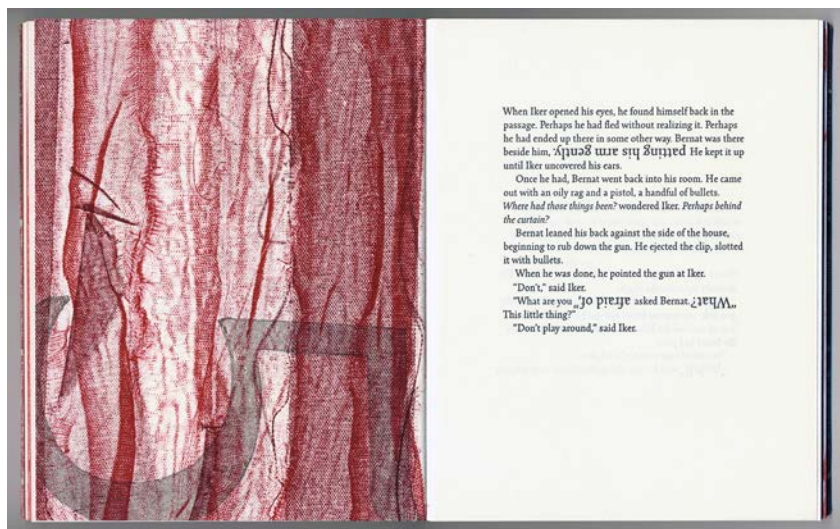 When Iker opened his eyes, he found himself back in the
passage. Perhaps he had fled without realizing it. Perhaps
he had ended up there in some other way. Bernat was there
beside him, patting his arm gently. He kept it up
until Iker uncovered his ears.
Once he had, Bernat went back into his room. He came
out with an oily rag and a pistol, a handful of bullets.
Where had those things been? wondered Iker. Perhaps behind
the curtain?
Bernat leaned his back against the side of the house,
beginning to rub down the gun. He ejected the clip, slotted
it with bullets.
When he was done, he pointed the gun at Iker.
“Don’t,” said Iker.
“What are you afraid of,” asked Bernat. “What?
This little thing?”
“Don’t play around,” said Iker.